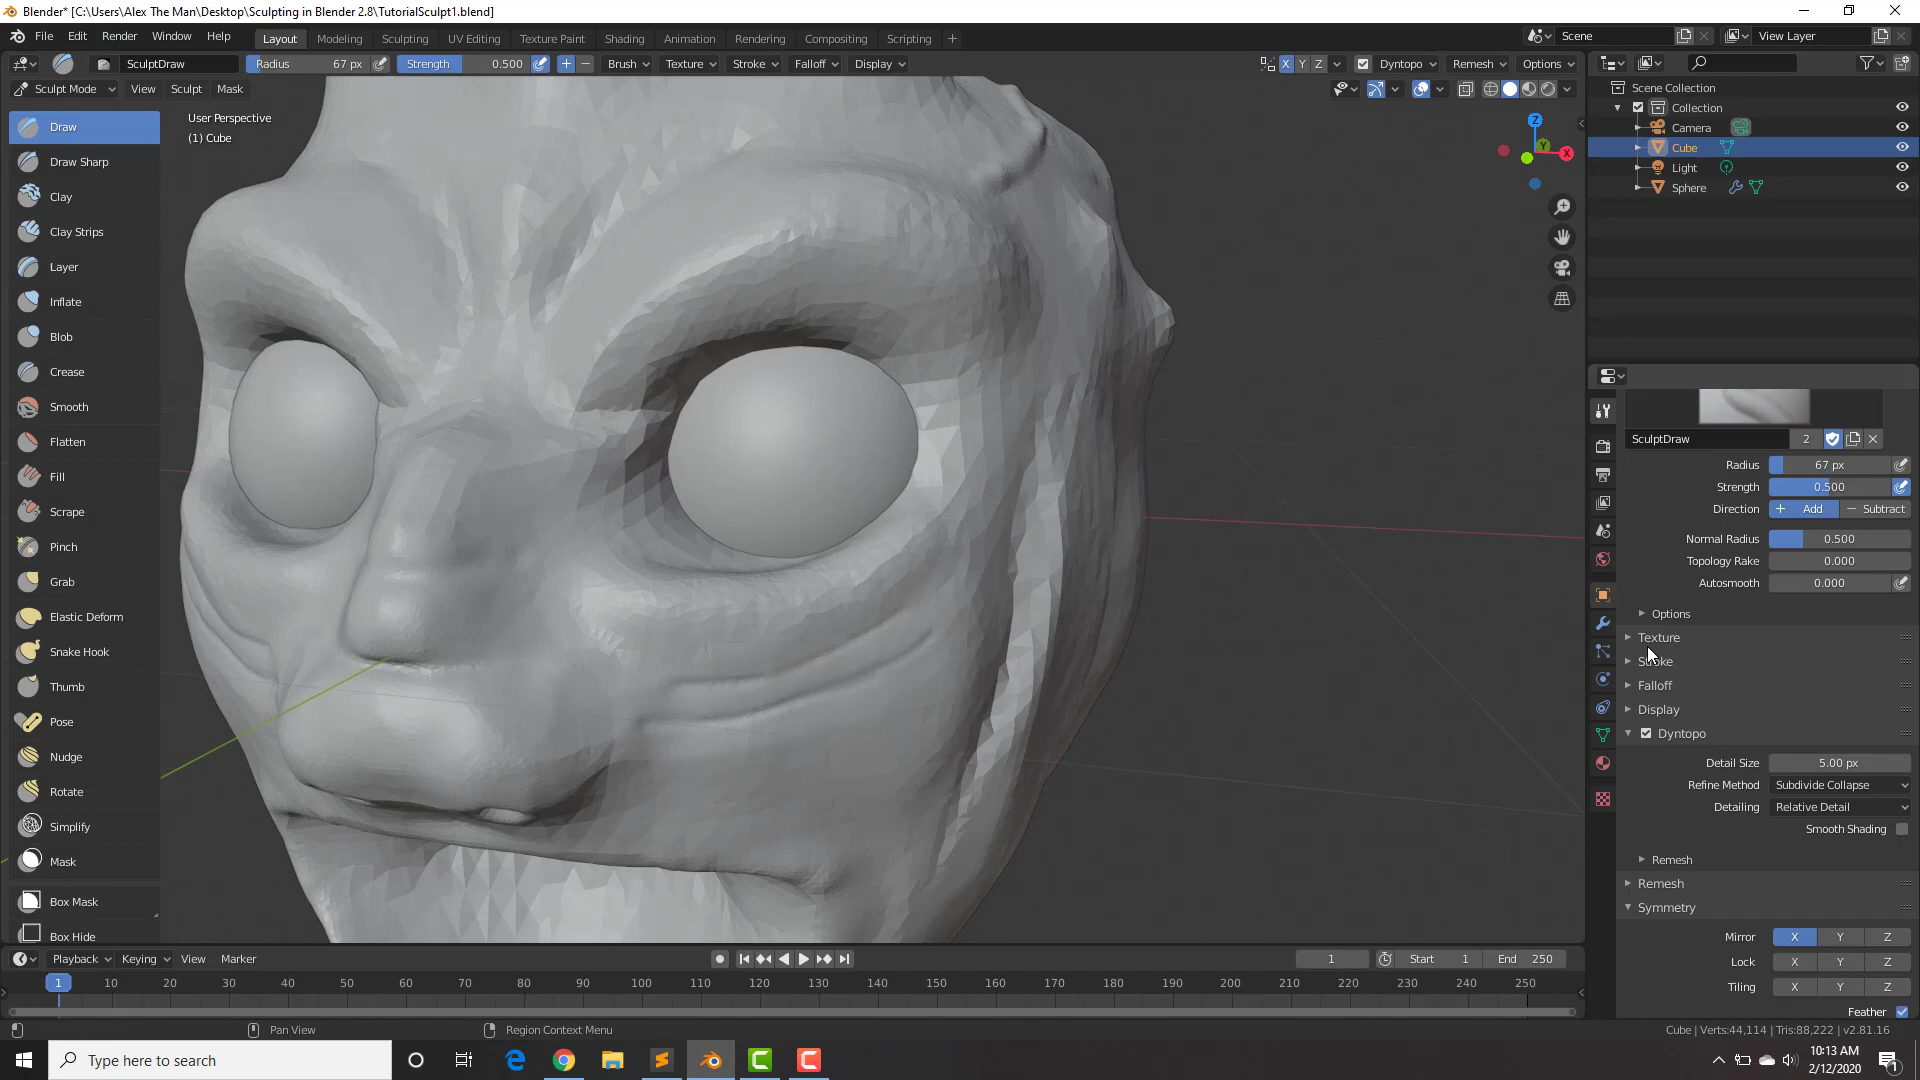 Blender* [C:\Users\Alex The Man\Desktop\Sculpting in Blender 2.8\TutorialSculpt1.blend]
File Edit Render Window Help
Layout Modeling Sculpting UV Editing Texture Paint Shading Animation Rendering Compositing Scripting +
Scene
View Layer
SculptDraw Radius 67 px Strength 0.500 + − Brush Texture Stroke Falloff Display
X Y Z Dyntopo Remesh Options
Sculpt Mode View Sculpt Mask
User Perspective
(1) Cube
Z
Y
X
Draw
Draw Sharp
Clay
Clay Strips
Layer
Inflate
Blob
Crease
Smooth
Flatten
Fill
Scrape
Pinch
Grab
Elastic Deform
Snake Hook
Thumb
Pose
Nudge
Rotate
Simplify
Mask
Box Mask
Box Hide
Scene Collection
Collection
Camera
Cube
Light
Sphere
SculptDraw 2
Radius 67 px
Strength 0.500
Direction + Add − Subtract
Normal Radius 0.500
Topology Rake 0.000
Autosmooth 0.000
Options
Texture
Stroke
Falloff
Display
Dyntopo
Detail Size 5.00 px
Refine Method Subdivide Collapse
Detailing Relative Detail
Smooth Shading
Remesh
Remesh
Symmetry
Mirror X Y Z
Lock X Y Z
Tiling X Y Z
Feather
Playback Keying View Marker
1 Start 1 End 250
1 10 20 30 40 50 60 70 80 90 100 110 120 130 140 150 160 170 180 190 200 210 220 230 240 250
Pan View Region Context Menu
Cube | Verts:44,114 | Tris:88,222 | v2.81.16
Type here to search
10:13 AM
2/12/2020
1